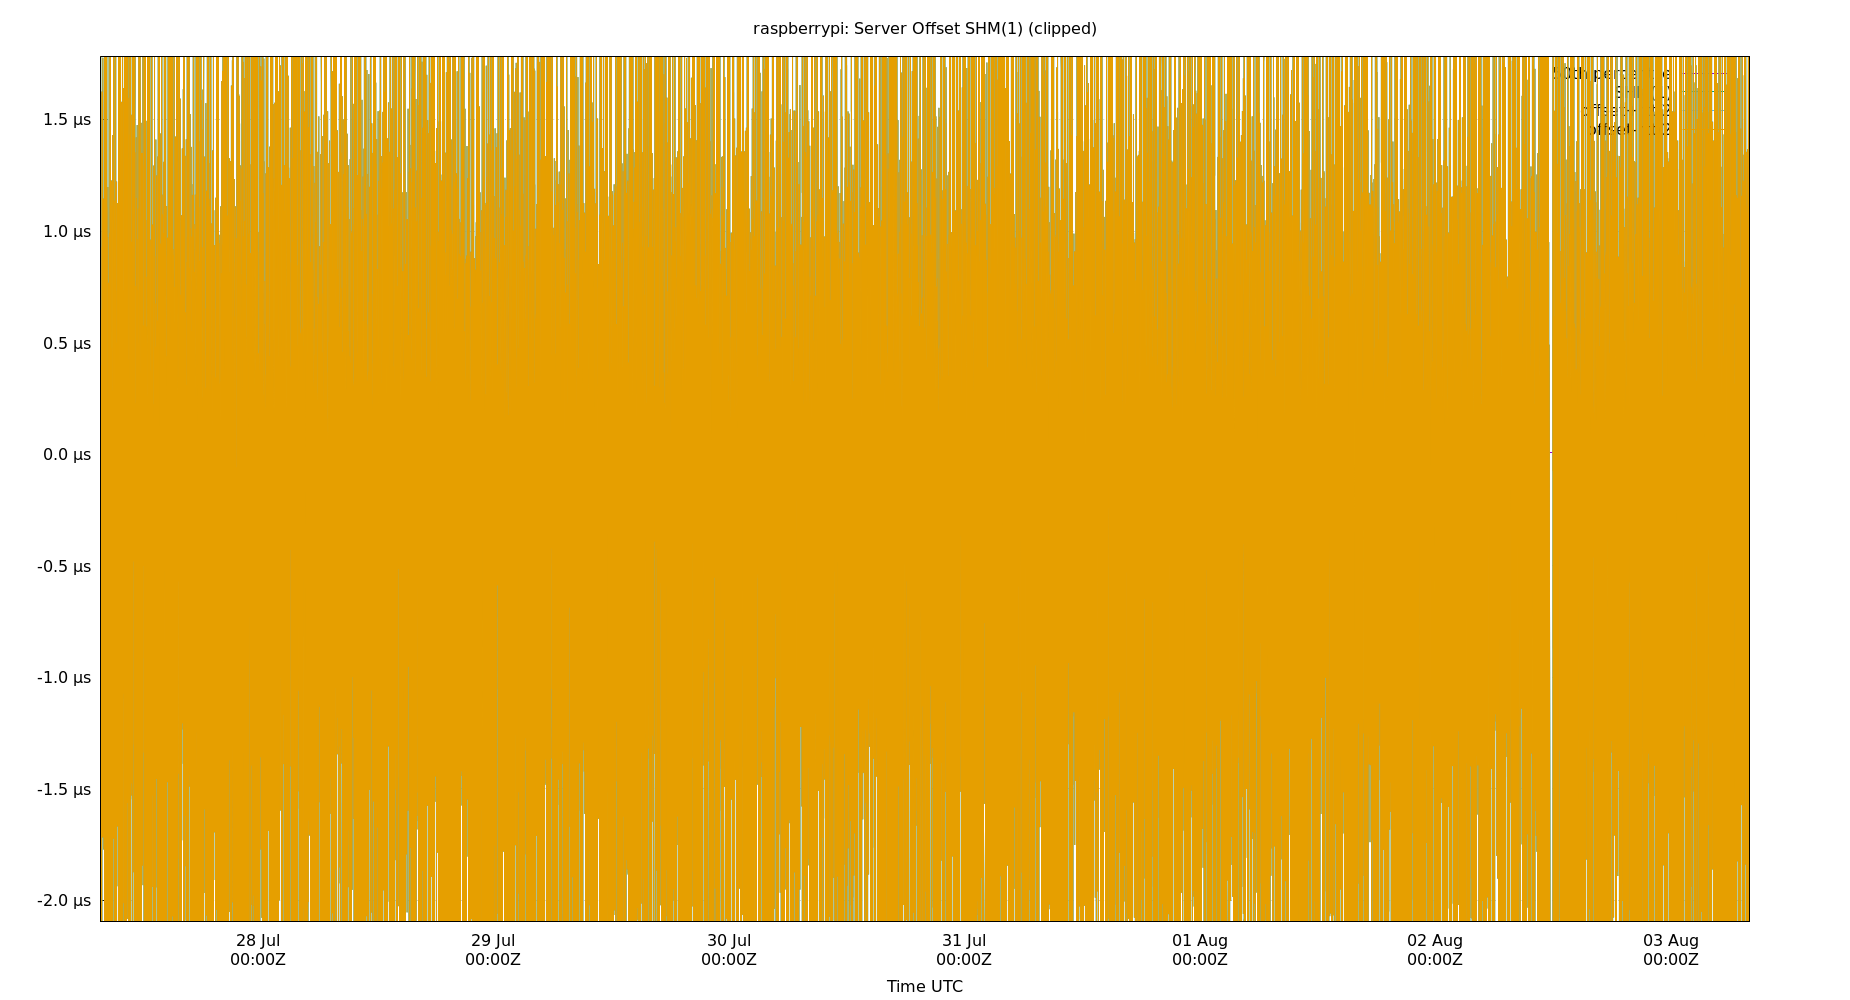 raspberrypi: Server Offset SHM(1) (clipped)
1.5 µs
1.0 µs
0.5 µs
0.0 µs
-0.5 µs
-1.0 µs
-1.5 µs
-2.0 µs
28 Jul
00:00Z
29 Jul
00:00Z
30 Jul
00:00Z
31 Jul
00:00Z
01 Aug
00:00Z
02 Aug
00:00Z
03 Aug
00:00Z
Time UTC